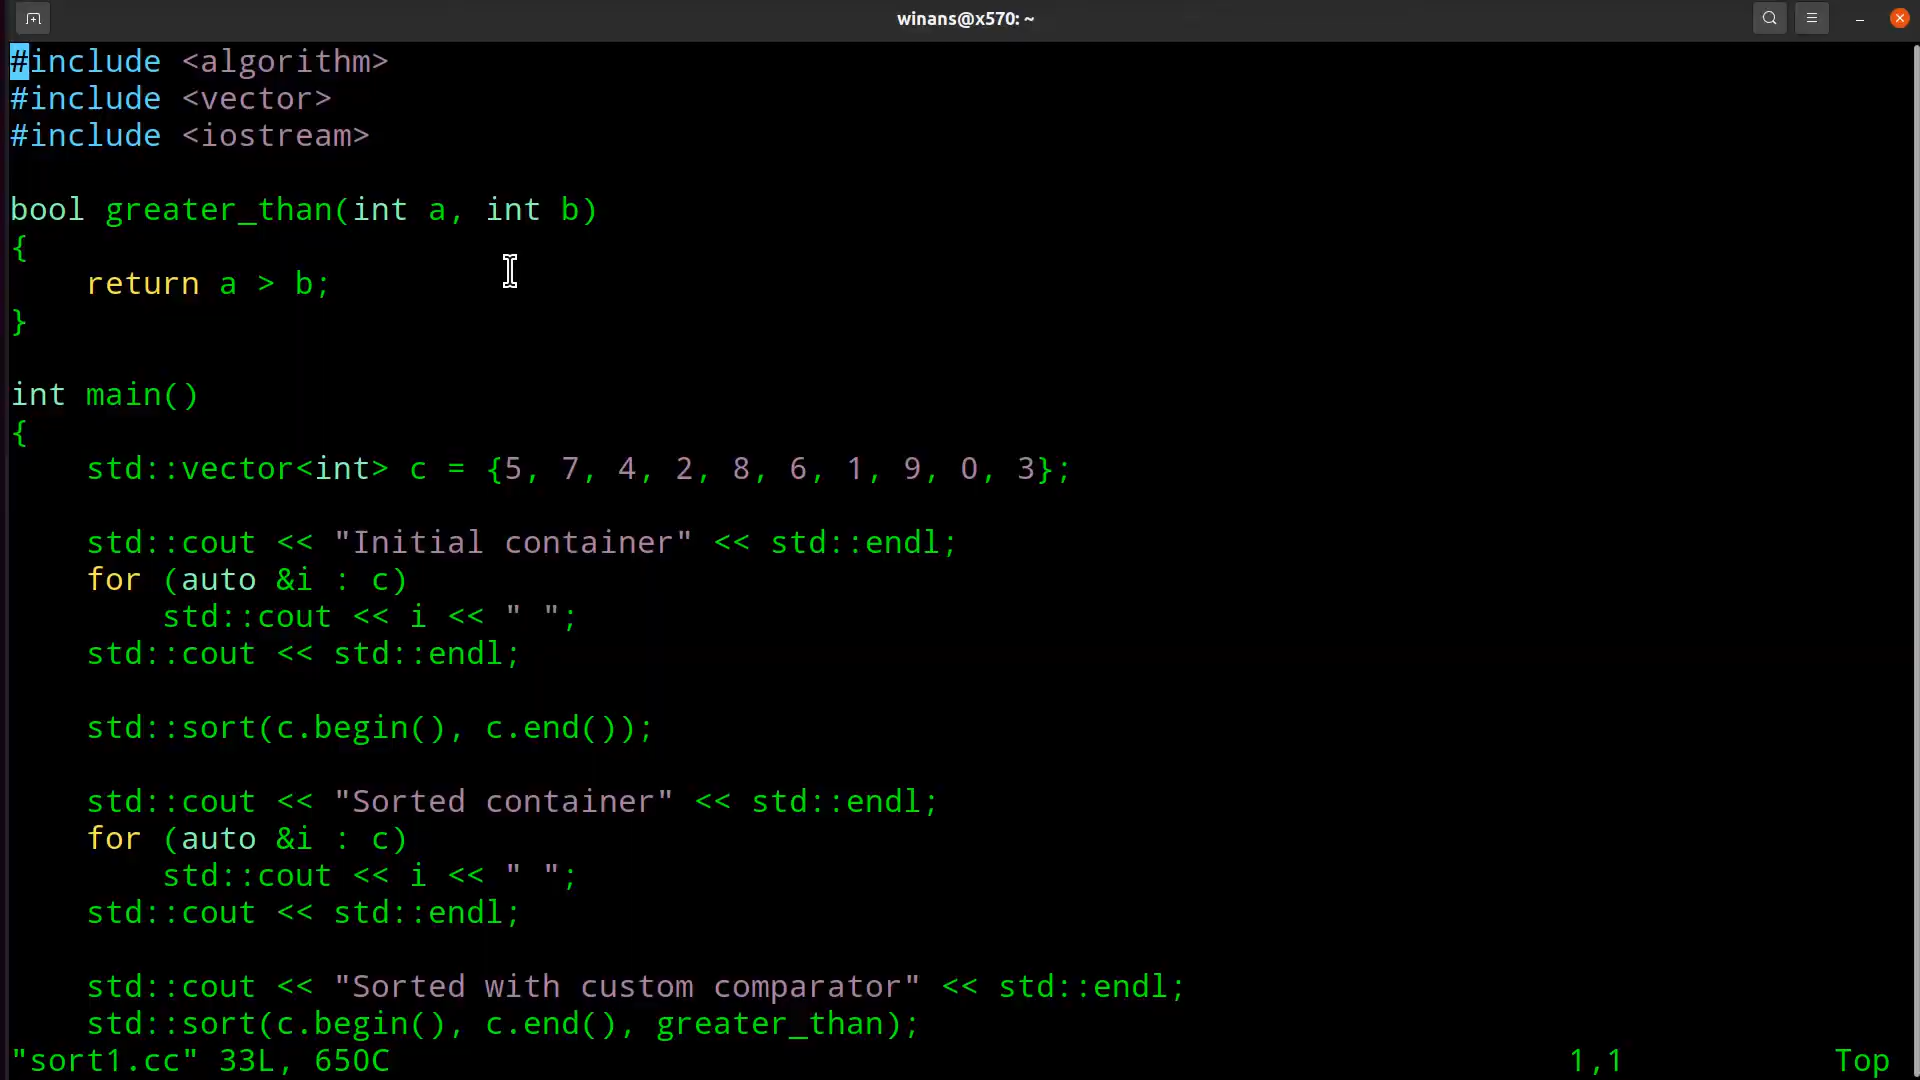 winans@x570: ~
#include <algorithm>
#include <vector>
#include <iostream>

bool greater_than(int a, int b)
{
    return a > b;
}

int main()
{
    std::vector<int> c = {5, 7, 4, 2, 8, 6, 1, 9, 0, 3};

    std::cout << "Initial container" << std::endl;
    for (auto &i : c)
        std::cout << i << " ";
    std::cout << std::endl;

    std::sort(c.begin(), c.end());

    std::cout << "Sorted container" << std::endl;
    for (auto &i : c)
        std::cout << i << " ";
    std::cout << std::endl;

    std::cout << "Sorted with custom comparator" << std::endl;
    std::sort(c.begin(), c.end(), greater_than);
"sort1.cc" 33L, 650C 1,1 Top